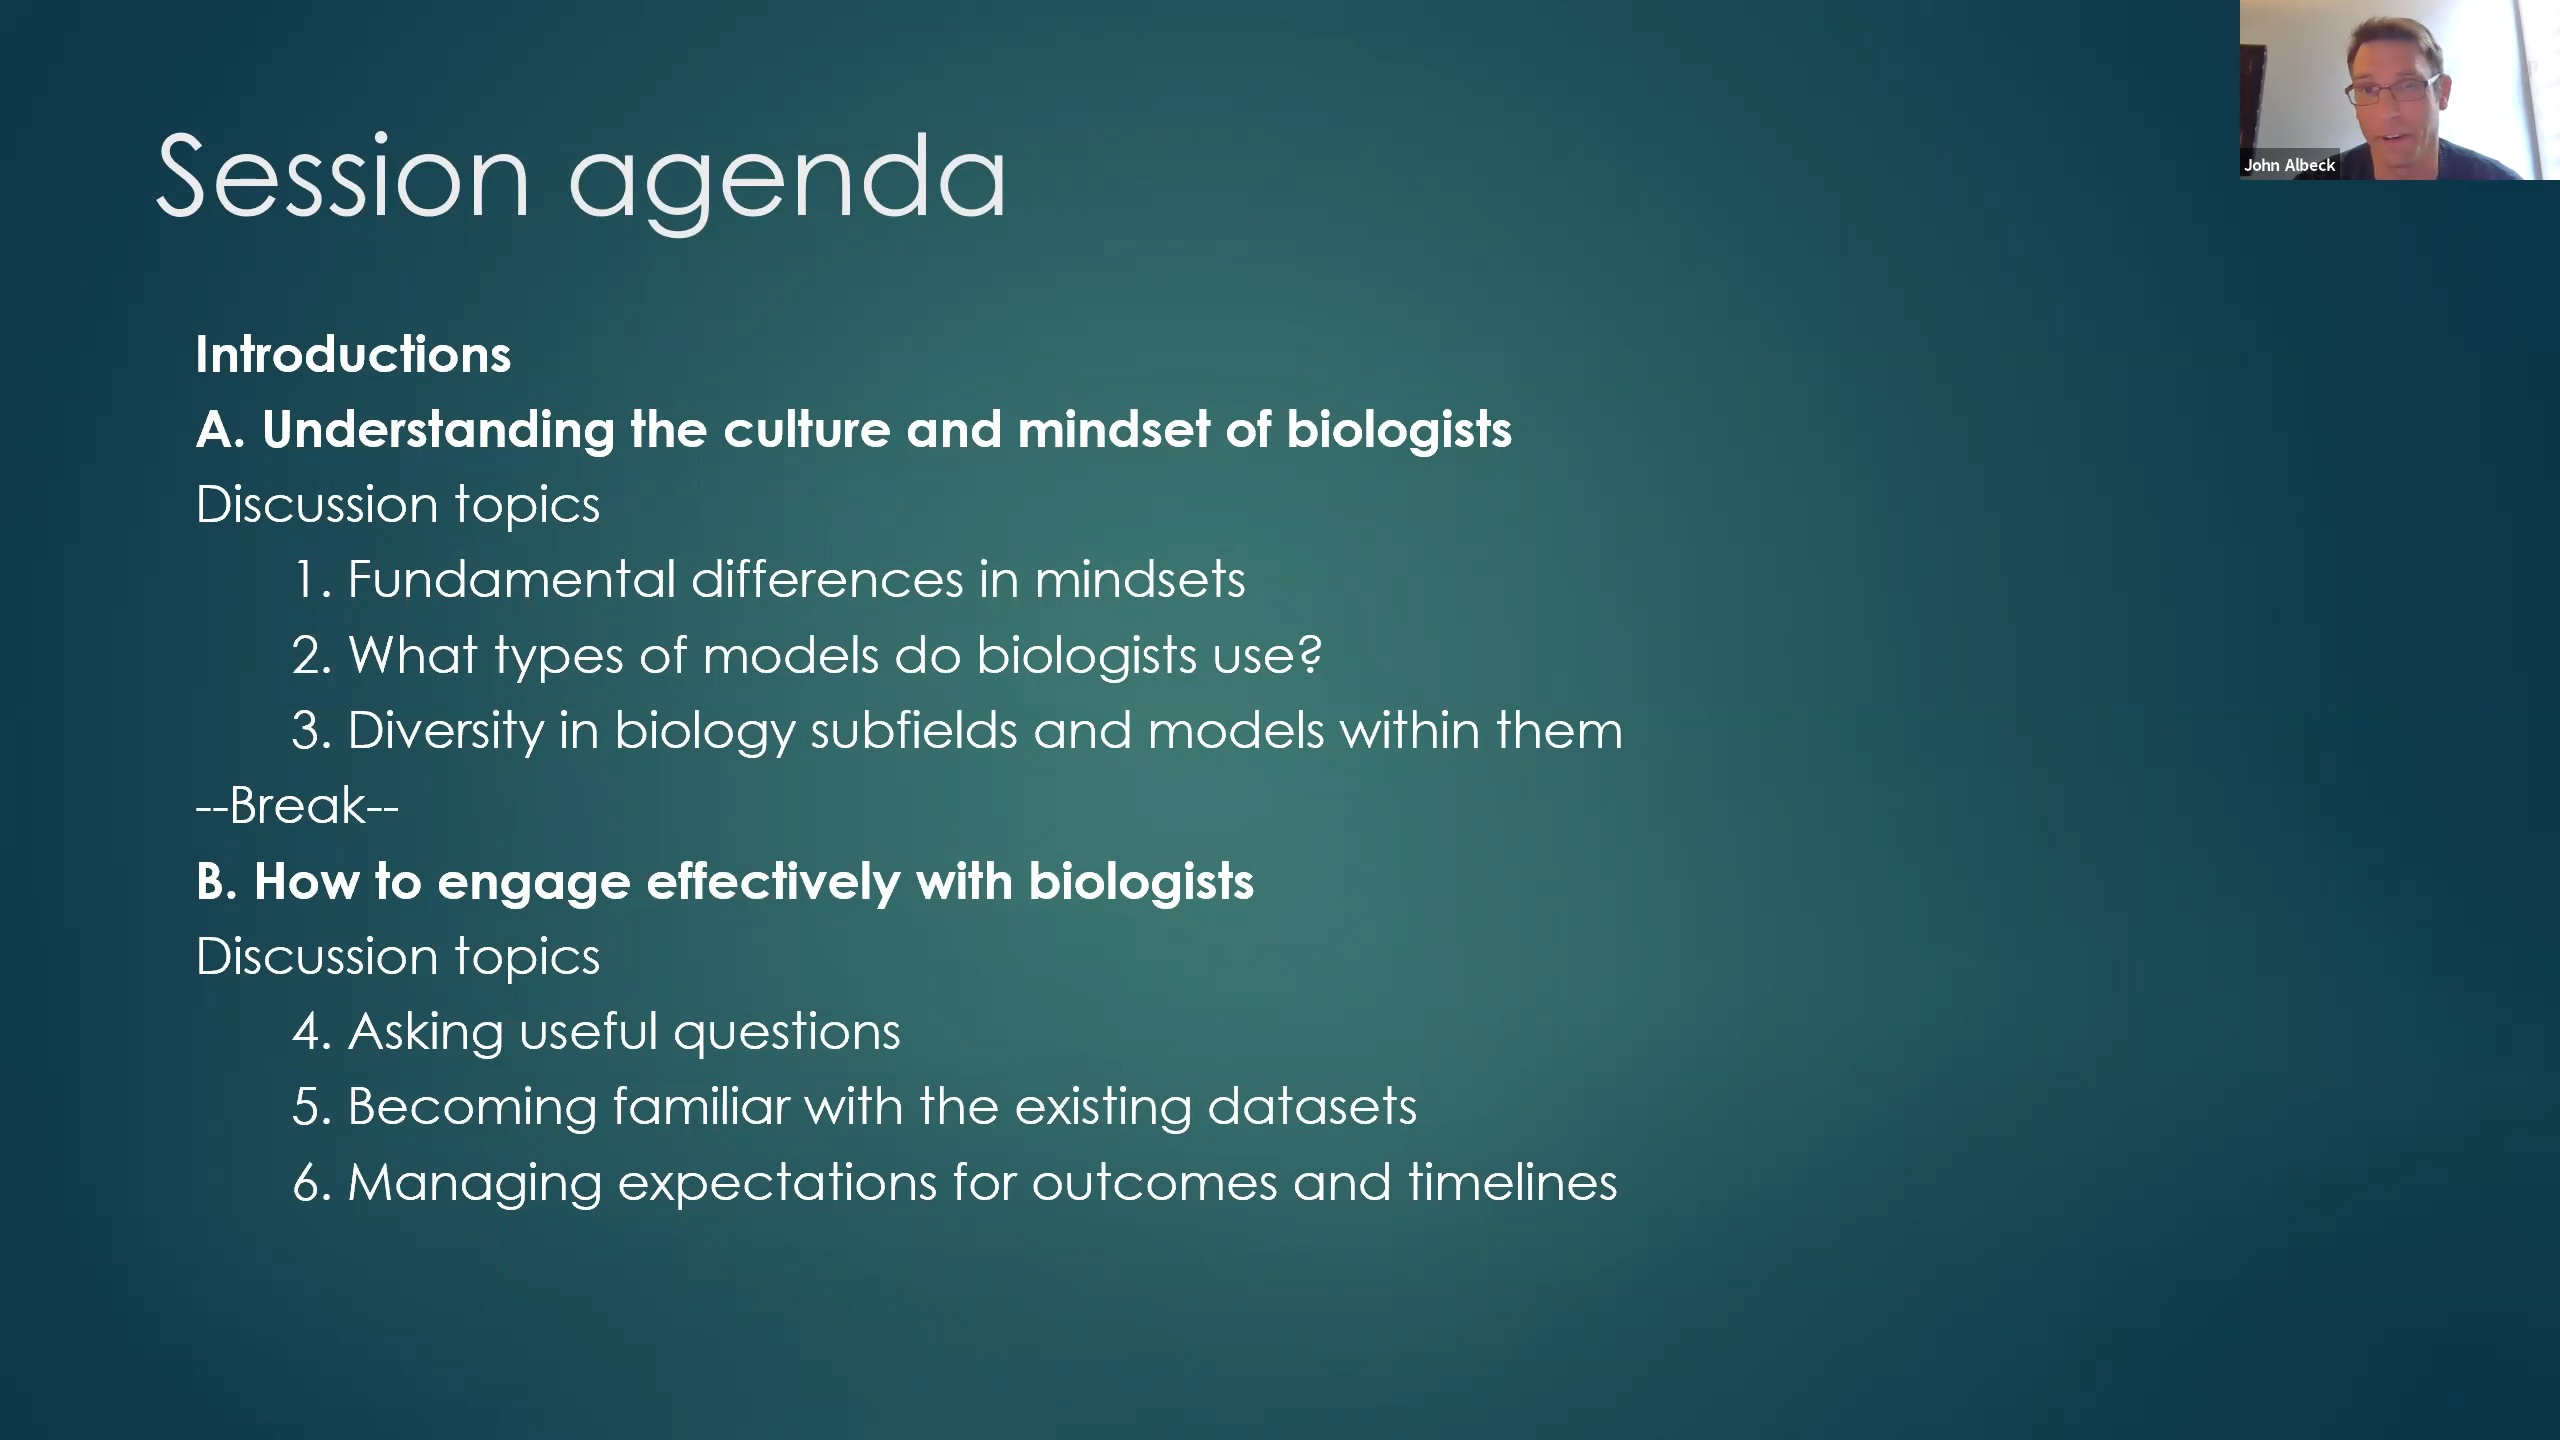 Session agenda
John Albeck
Introductions
A. Understanding the culture and mindset of biologists
Discussion topics
1. Fundamental differences in mindsets
2. What types of models do biologists use?
3. Diversity in biology subfields and models within them
--Break--
B. How to engage effectively with biologists
Discussion topics
4. Asking useful questions
5. Becoming familiar with the existing datasets
6. Managing expectations for outcomes and timelines